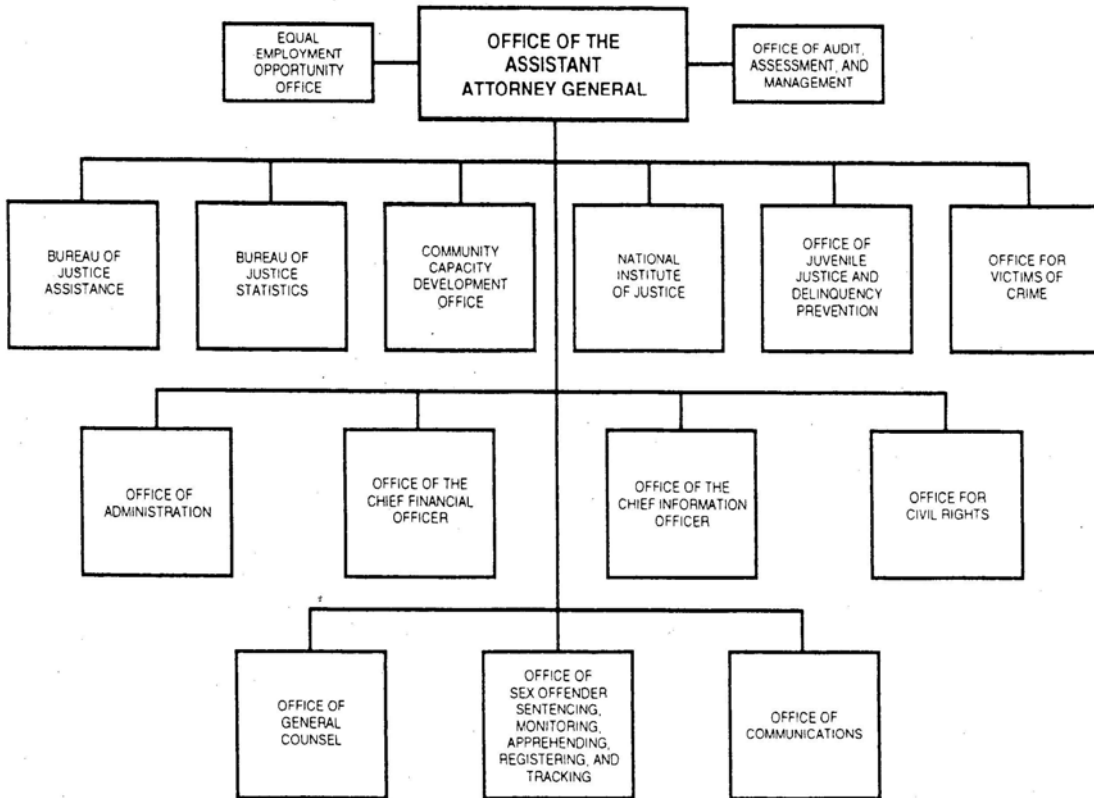 EQUAL
EMPLOYMENT
OPPORTUNITY
OFFICE
OFFICE OF THE
ASSISTANT
ATTORNEY GENERAL
OFFICE OF AUDIT,
ASSESSMENT, AND
MANAGEMENT
BUREAU OF
JUSTICE
ASSISTANCE
BUREAU OF
JUSTICE
STATISTICS
COMMUNITY
CAPACITY
DEVELOPMENT
OFFICE
NATIONAL
INSTITUTE
OF JUSTICE
OFFICE OF
JUVENILE
JUSTICE AND
DELINQUENCY
PREVENTION
OFFICE FOR
VICTIMS OF
CRIME
OFFICE OF
ADMINISTRATION
OFFICE OF THE
CHIEF FINANCIAL
OFFICER
OFFICE OF THE
CHIEF INFORMATION
OFFICER
OFFICE FOR
CIVIL RIGHTS
OFFICE OF
GENERAL
COUNSEL
OFFICE OF
SEX OFFENDER
SENTENCING,
MONITORING,
APPREHENDING,
REGISTERING, AND
TRACKING
OFFICE OF
COMMUNICATIONS